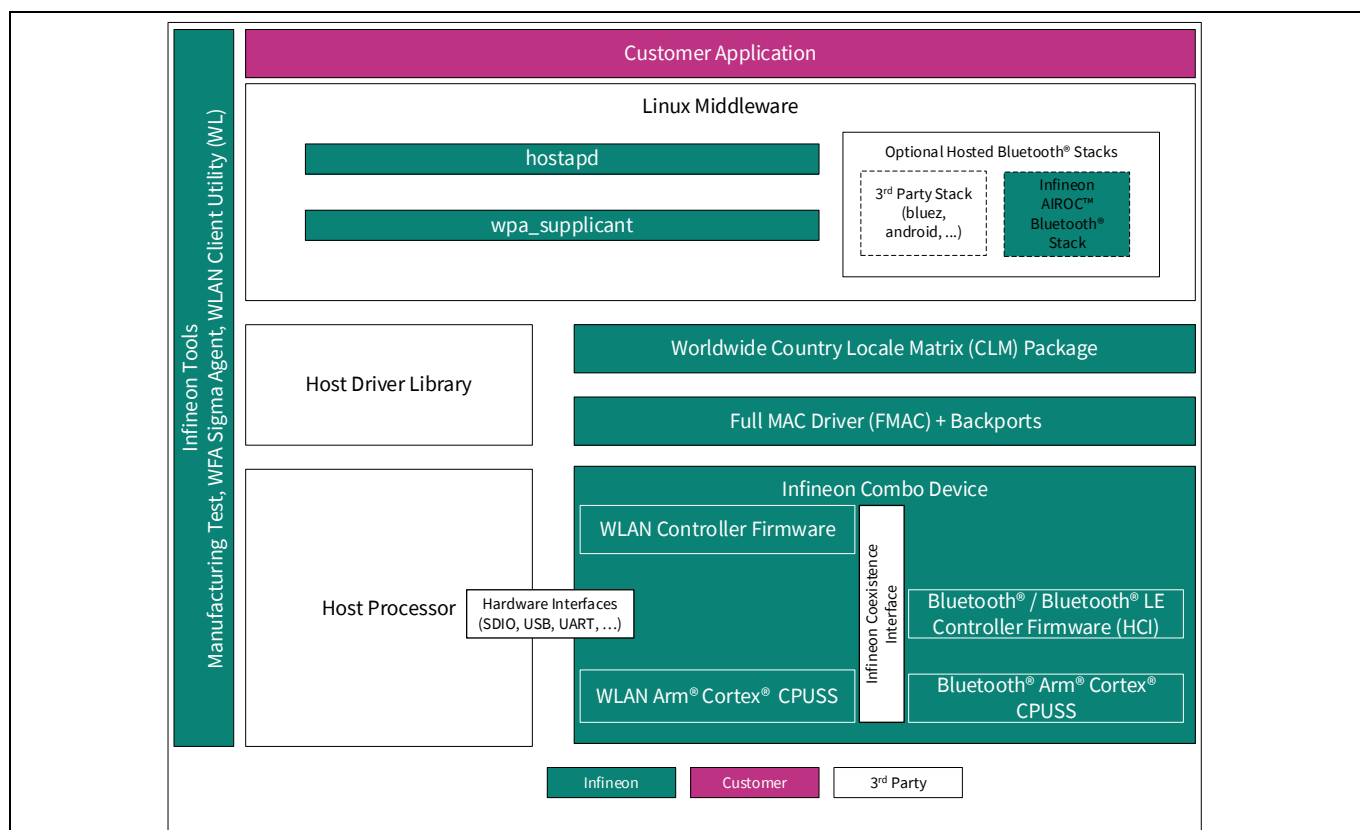 Infineon Tools
Manufacturing Test, WFA Sigma Agent, WLAN Client Utility (WL)
Customer Application
Linux Middleware
hostapd
wpa_supplicant
Optional Hosted Bluetooth® Stacks
3rd Party Stack
(bluez,
android, ...)
Infineon
AIROC™
Bluetooth®
Stack
Host Driver Library
Worldwide Country Locale Matrix (CLM) Package
Full MAC Driver (FMAC) + Backports
Host Processor
Hardware Interfaces
(SDIO, USB, UART, ...)
Infineon Combo Device
WLAN Controller Firmware
Infineon Coexistence
Interface
Bluetooth® / Bluetooth® LE
Controller Firmware (HCI)
WLAN Arm® Cortex® CPUSS
Bluetooth® Arm® Cortex®
CPUSS
Infineon
Customer
3rd Party